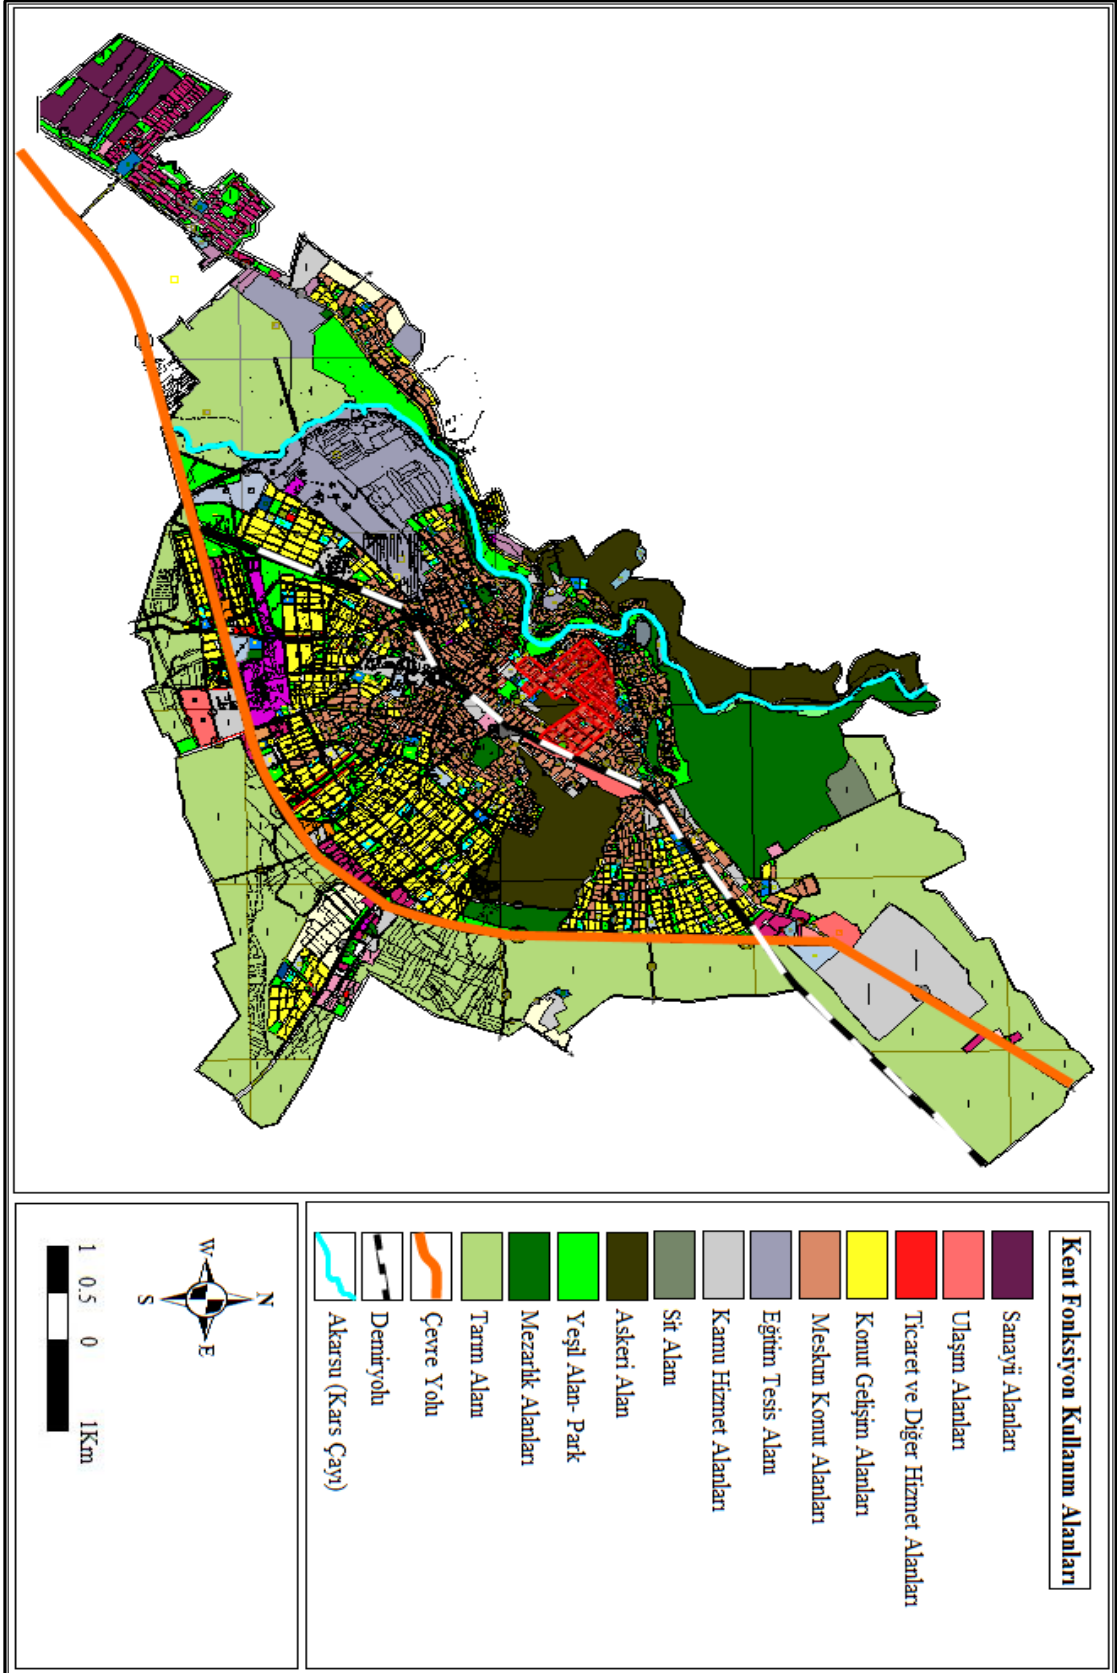 Kent Fonksiyon Kullanım Alanları
Sanayii Alanları
Ulaşım Alanları
Ticaret ve Diğer Hizmet Alanları
Konut Gelişim Alanları
Meskun Konut Alanları
Eğitim Tesis Alanı
Kamu Hizmet Alanları
Sit Alanı
Askeri Alan
Yeşil Alan- Park
Mezarlık Alanları
Tarım Alanı
Çevre Yolu
Demiryolu
Akarsu (Kars Çayı)
N
W
E
S
1 0.5 0 1Km